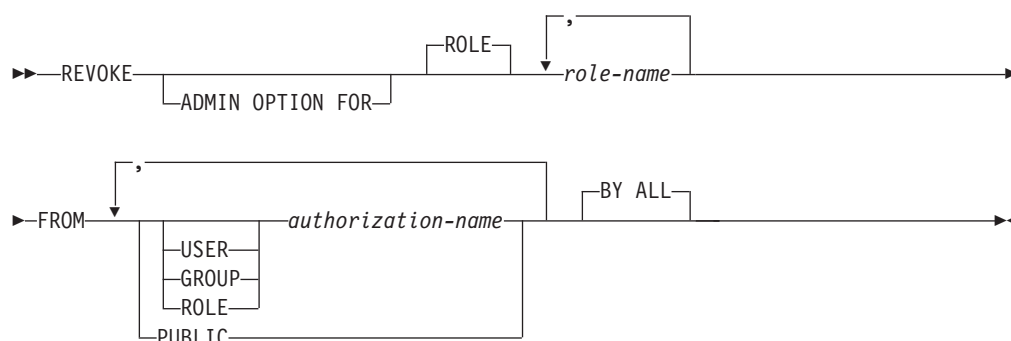 ROLE ,
REVOKE role-name
ADMIN OPTION FOR
, BY ALL
FROM authorization-name
USER
GROUP
ROLE
PUBLIC